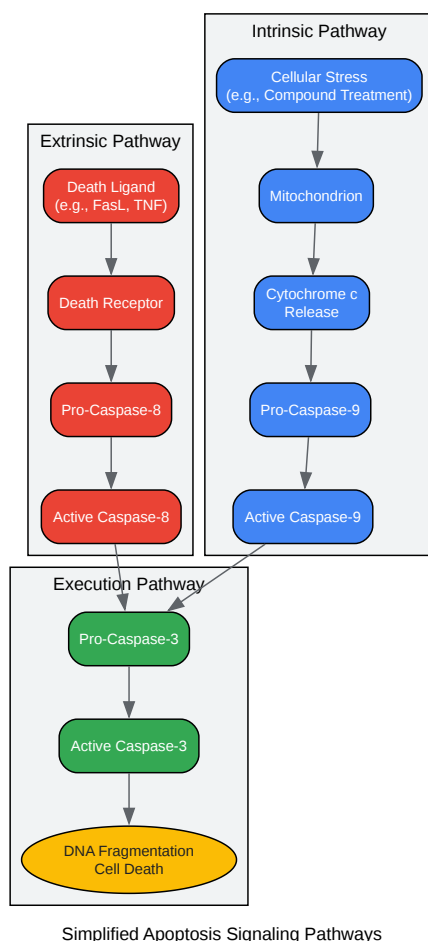 Intrinsic Pathway
Cellular Stress
(e.g., Compound Treatment)
Mitochondrion
Cytochrome c
Release
Pro-Caspase-9
Active Caspase-9
Extrinsic Pathway
Death Ligand
(e.g., FasL, TNF)
Death Receptor
Pro-Caspase-8
Active Caspase-8
Execution Pathway
Pro-Caspase-3
Active Caspase-3
DNA Fragmentation
Cell Death
Simplified Apoptosis Signaling Pathways